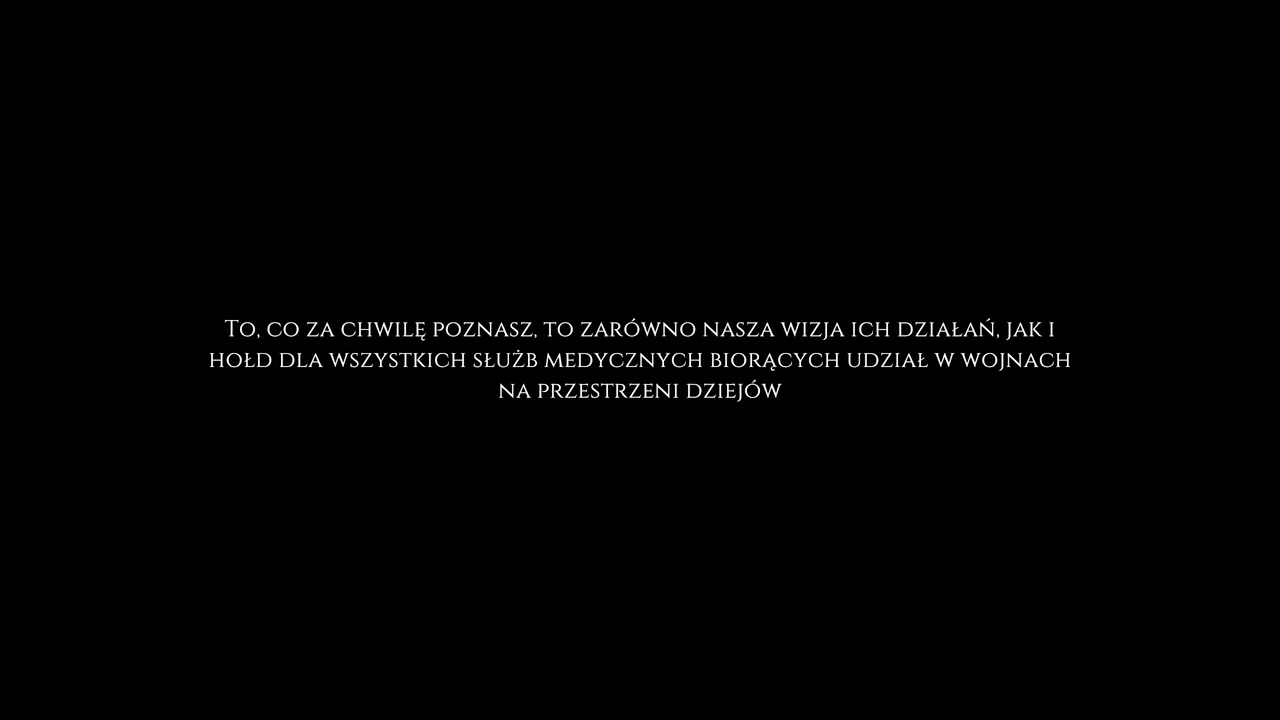 To, co za chwilę poznasz, to zarówno nasza wizja ich działań, jak i
hołd dla wszystkich służb medycznych biorących udział w wojnach
na przestrzeni dziejów